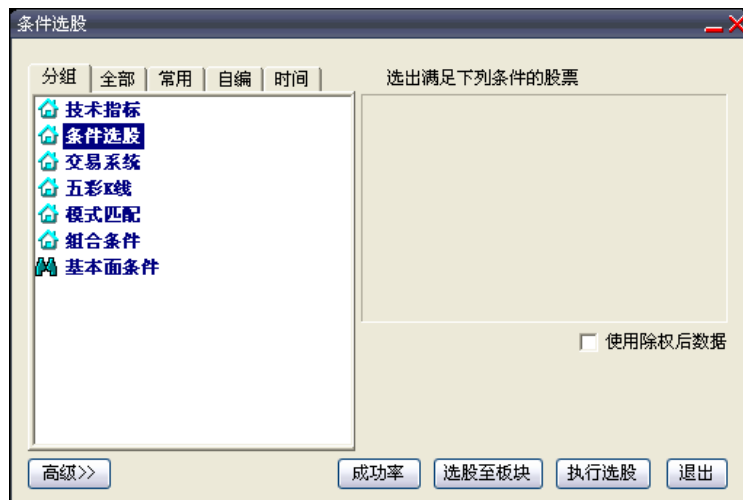 条件选股
分组 全部 常用 自编 时间
选出满足下列条件的股票
技术指标
条件选股
交易系统
五彩K线
模式匹配
组合条件
基本面条件
使用除权后数据
高级>> 成功率 选股至板块 执行选股 退出